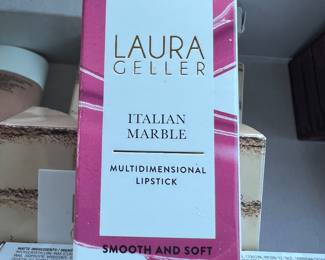 LAURA
GELLER
ITALIAN
MARBLE
MULTIDIMENSIONAL
LIPSTICK
SMOOTH AND SOFT